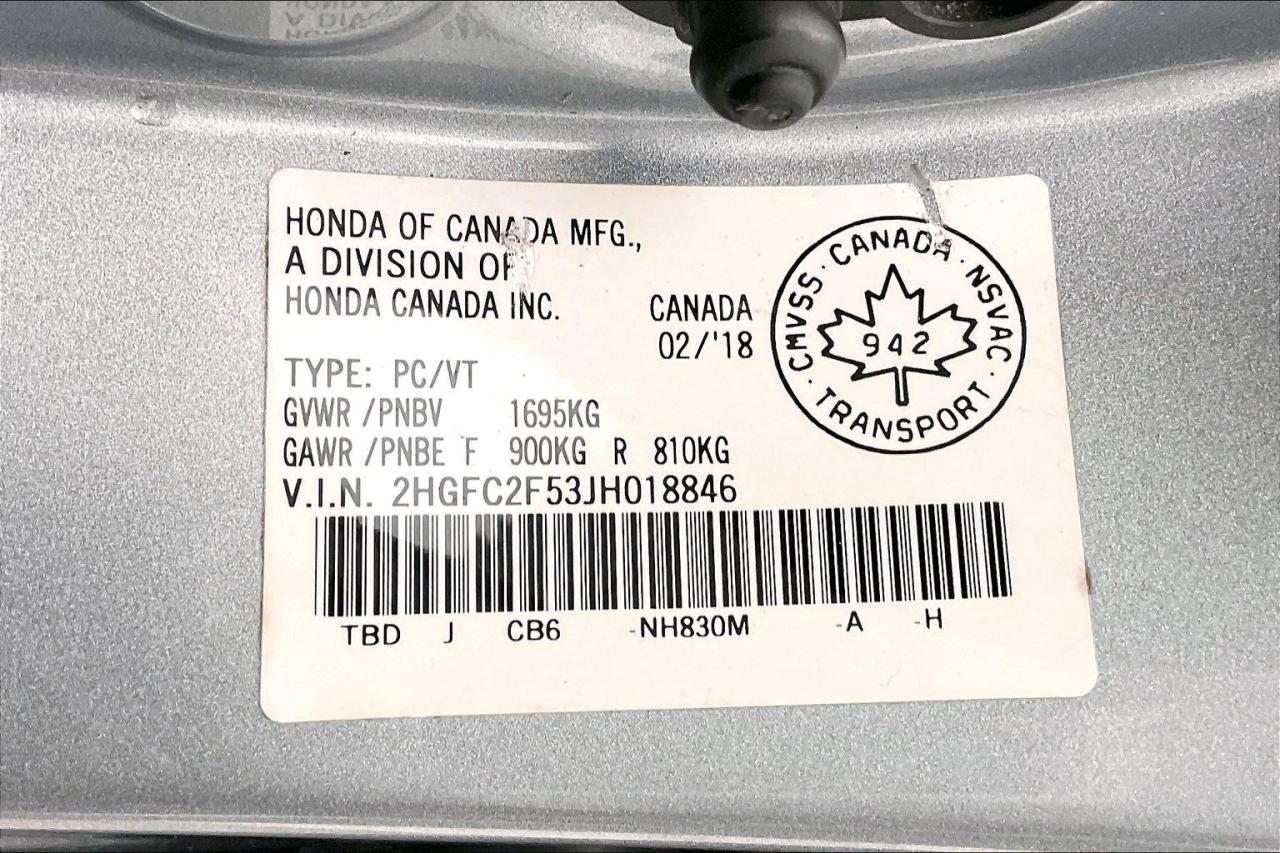 HONDA OF CANADA MFG.,
A DIVISION OF
HONDA CANADA INC.
CANADA
02/'18
CMVSS · CANADA · NSVAC · TRANSPORT ·
942
TYPE: PC/VT
GVWR /PNBV 1695KG
GAWR /PNBE F 900KG R 810KG
V.I.N. 2HGFC2F53JH018846
TBD J CB6 -NH830M -A -H